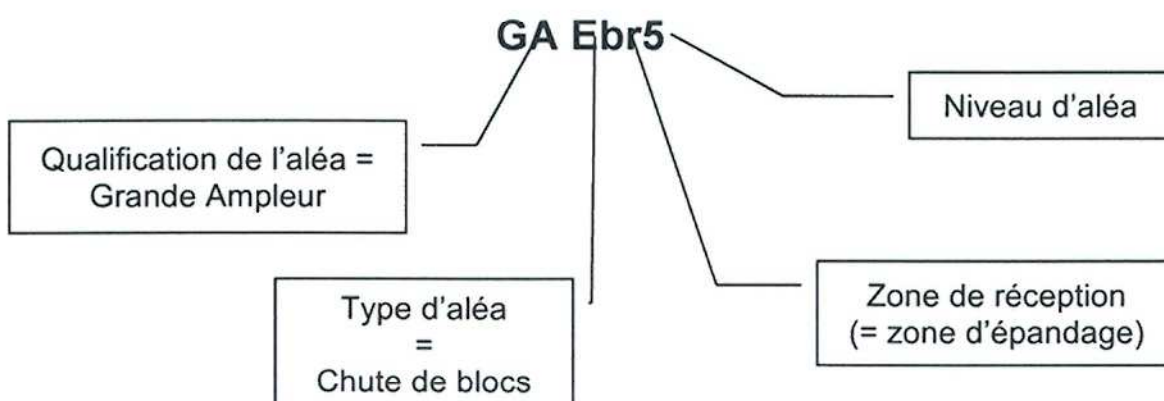 GA Ebr5
Niveau d'aléa
Qualification de l'aléa =
Grande Ampleur
Zone de réception
(= zone d'épandage)
Type d'aléa
=
Chute de blocs